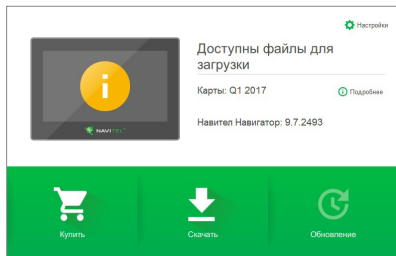 Настройки
Доступны файлы для
загрузки
Карты: Q1 2017
Подробнее
Навител Навигатор: 9.7.2493
NAVITEL
Купить
Скачать
Обновление